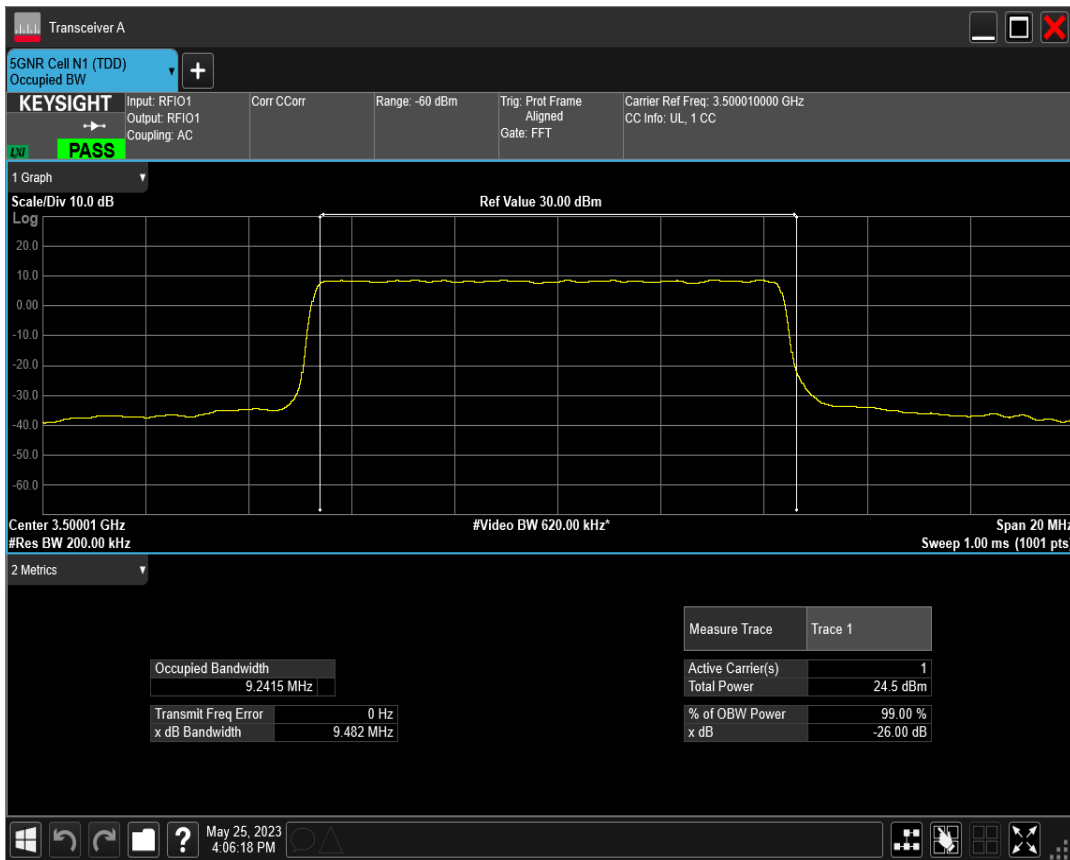 Transceiver A
5GNR Cell N1 (TDD)
Occupied BW
+
KEYSIGHT
LXI
PASS
Input: RFIO1
Output: RFIO1
Coupling: AC
Corr CCorr
Range: -60 dBm
Trig: Prot Frame
Aligned
Gate: FFT
Carrier Ref Freq: 3.500010000 GHz
CC Info: UL, 1 CC
1 Graph
Scale/Div 10.0 dB
Ref Value 30.00 dBm
Log
20.0
10.0
0.00
-10.0
-20.0
-30.0
-40.0
-50.0
-60.0
Center 3.50001 GHz
#Video BW 620.00 kHz*
Span 20 MHz
#Res BW 200.00 kHz
Sweep 1.00 ms (1001 pts)
2 Metrics
Measure Trace
Trace 1
Occupied Bandwidth
9.2415 MHz
Active Carrier(s)
1
Total Power
24.5 dBm
Transmit Freq Error
0 Hz
x dB Bandwidth
9.482 MHz
% of OBW Power
99.00 %
x dB
-26.00 dB
?
May 25, 2023
4:06:18 PM